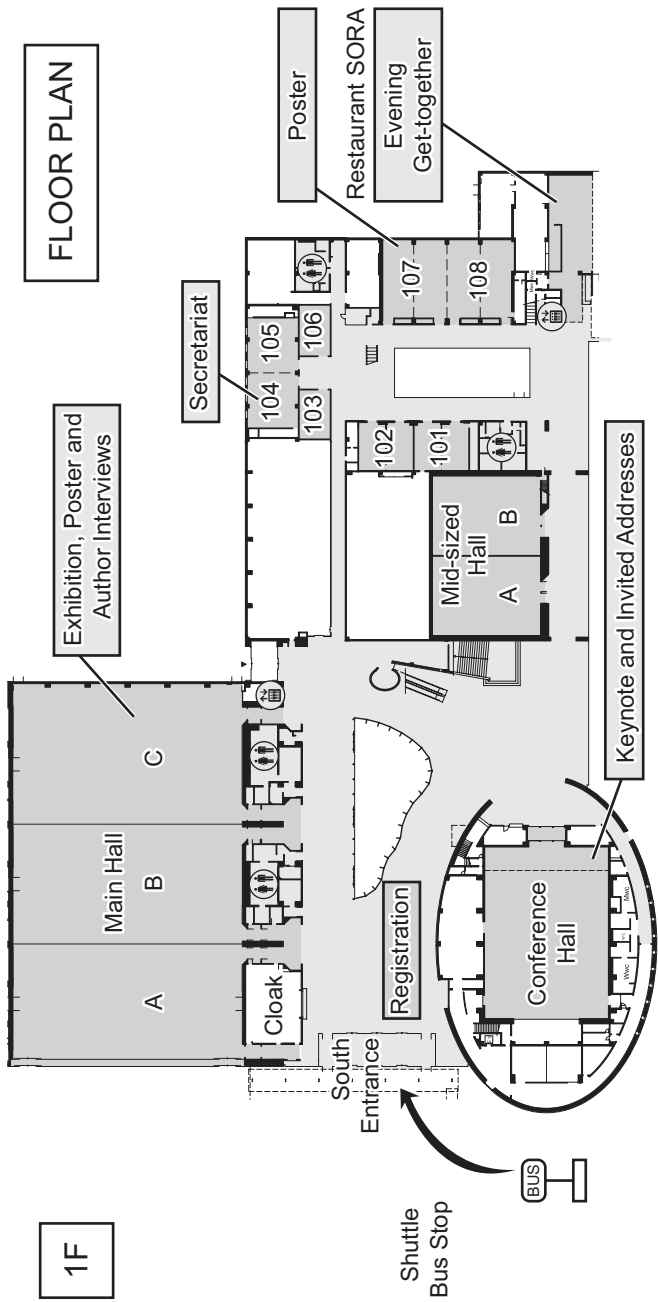 1F
FLOOR PLAN
Exhibition, Poster and
Author Interviews
Secretariat
Poster
Restaurant SORA
Evening
Get-together
Main Hall
A
B
C
Cloak
104
105
103
106
107
108
102
101
Mid-sized
Hall
A
B
Registration
South
Entrance
Conference
Hall
Wwc
Mwc
Keynote and Invited Addresses
Shuttle
Bus Stop
BUS